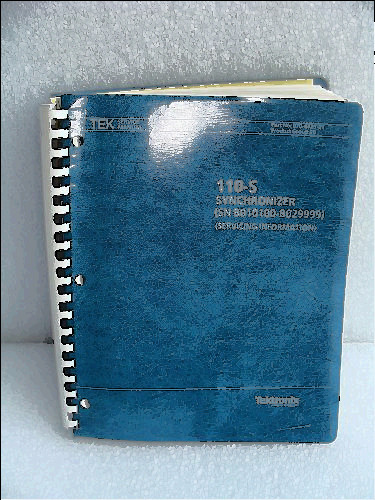 TEK
110-S
SYNCHRONIZER
(SN B010100-B029999)
(SERVICING INFORMATION)
Tektronix